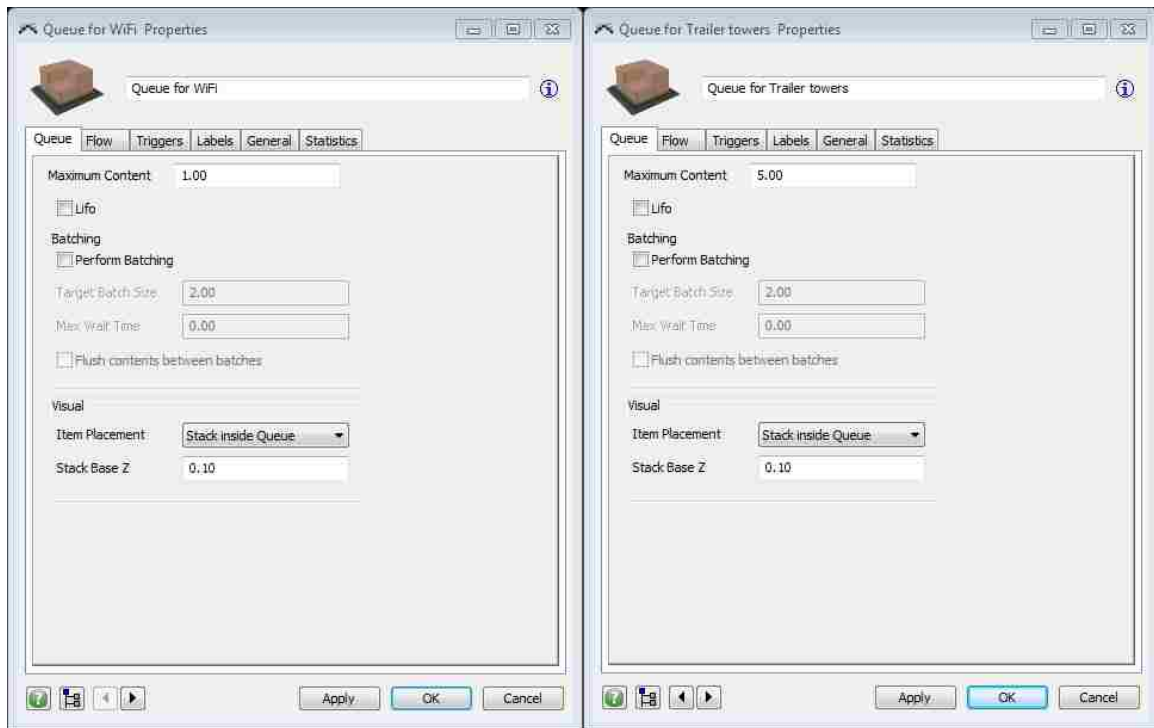 Queue for WiFi Properties
Queue for WiFi
Queue Flow Triggers Labels General Statistics
Maximum Content 1.00
Lifo
Batching
Perform Batching
Target Batch Size 2.00
Max Wait Time 0.00
Flush contents between batches
Visual
Item Placement Stack inside Queue
Stack Base Z 0.10
Apply OK Cancel
Queue for Trailer towers Properties
Queue for Trailer towers
Queue Flow Triggers Labels General Statistics
Maximum Content 5.00
Lifo
Batching
Perform Batching
Target Batch Size 2.00
Max Wait Time 0.00
Flush contents between batches
Visual
Item Placement Stack inside Queue
Stack Base Z 0.10
Apply OK Cancel